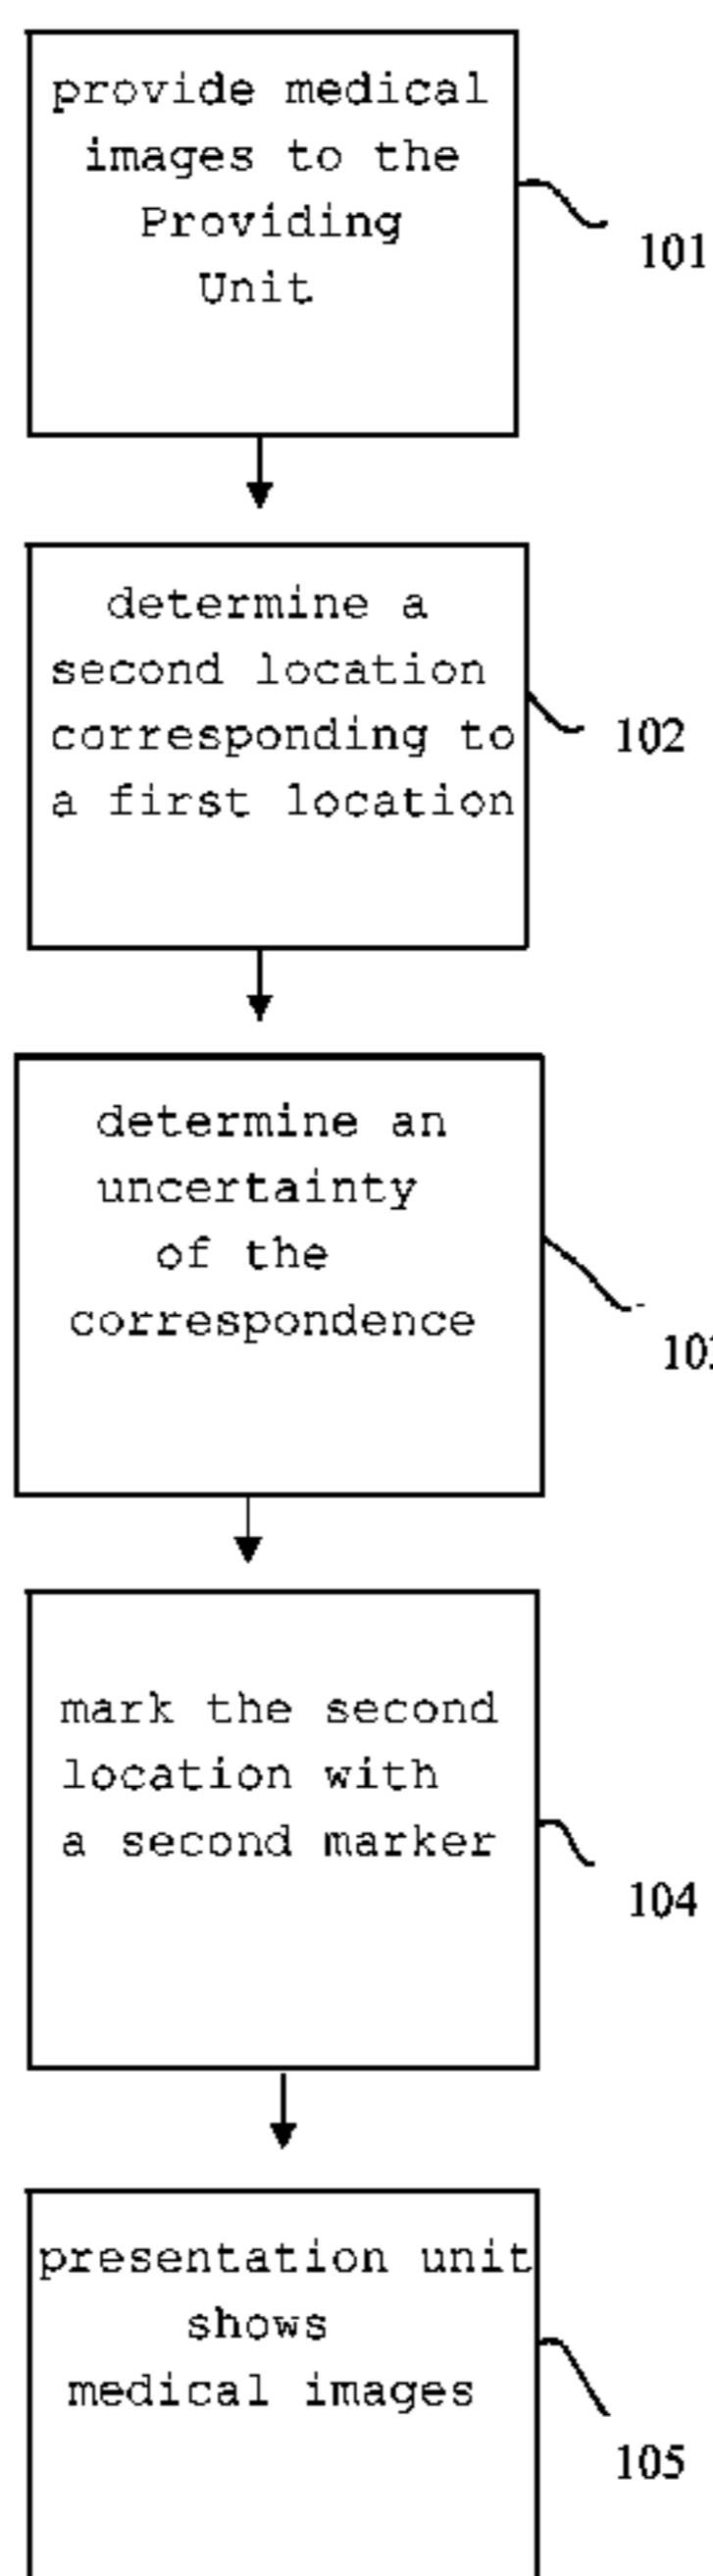 provide medical
images to the
Providing
Unit
101
determine a
second location
corresponding to
a first location
102
determine an
uncertainty
of the
correspondence
mark the second
location with
a second marker
104
presentation unit
shows
medical images
105